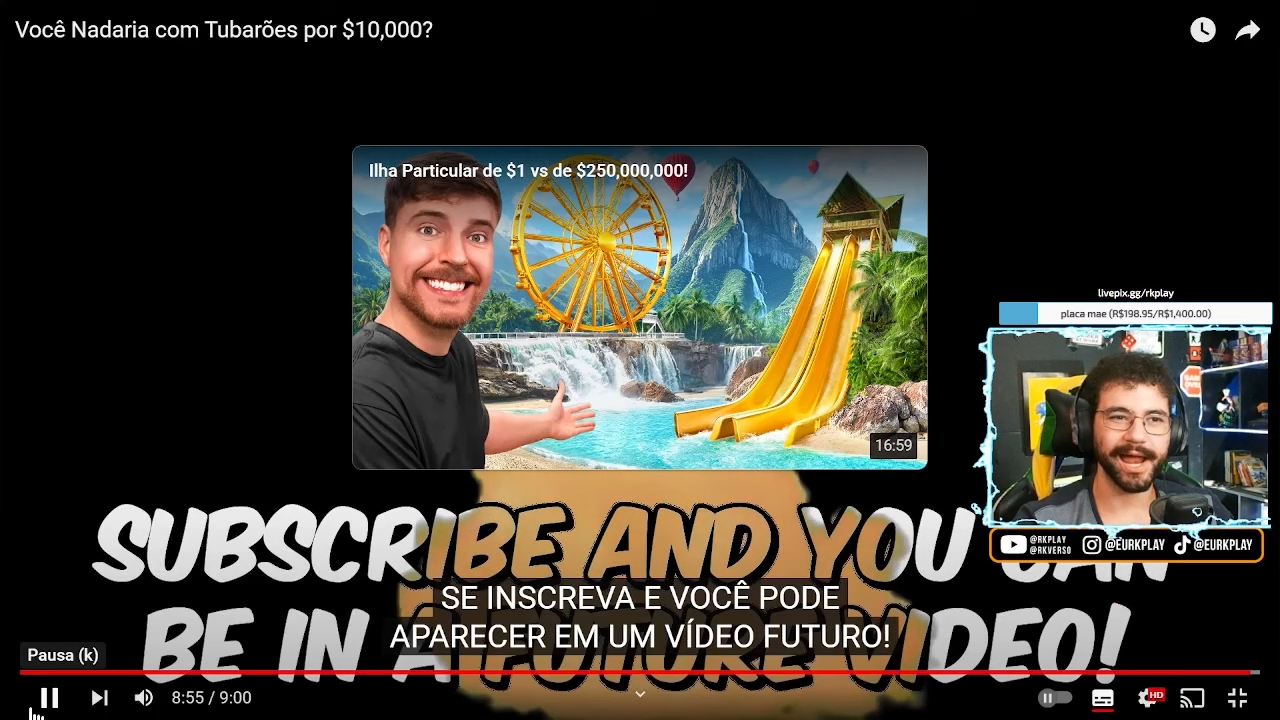 Você Nadaria com Tubarões por $10,000?
Ilha Particular de $1 vs de $250,000,000!
16:59
livepix.gg/rkplay
placa mae (R$198.95/R$1,400.00)
@RKPLAY
@RKVERSO
@EURKPLAY
@EURKPLAY
SUBSCRIBE AND YOU CAN
BE IN A FUTURE VIDEO!
SE INSCREVA E VOCÊ PODE
APARECER EM UM VÍDEO FUTURO!
Pausa (k)
8:55 / 9:00
HD